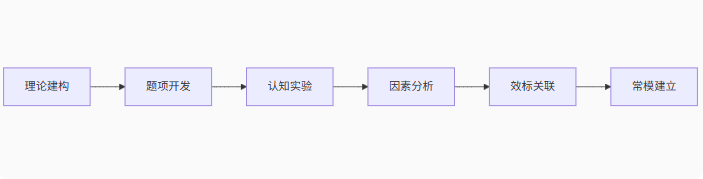 理论建构
题项开发
认知实验
因素分析
效标关联
常模建立